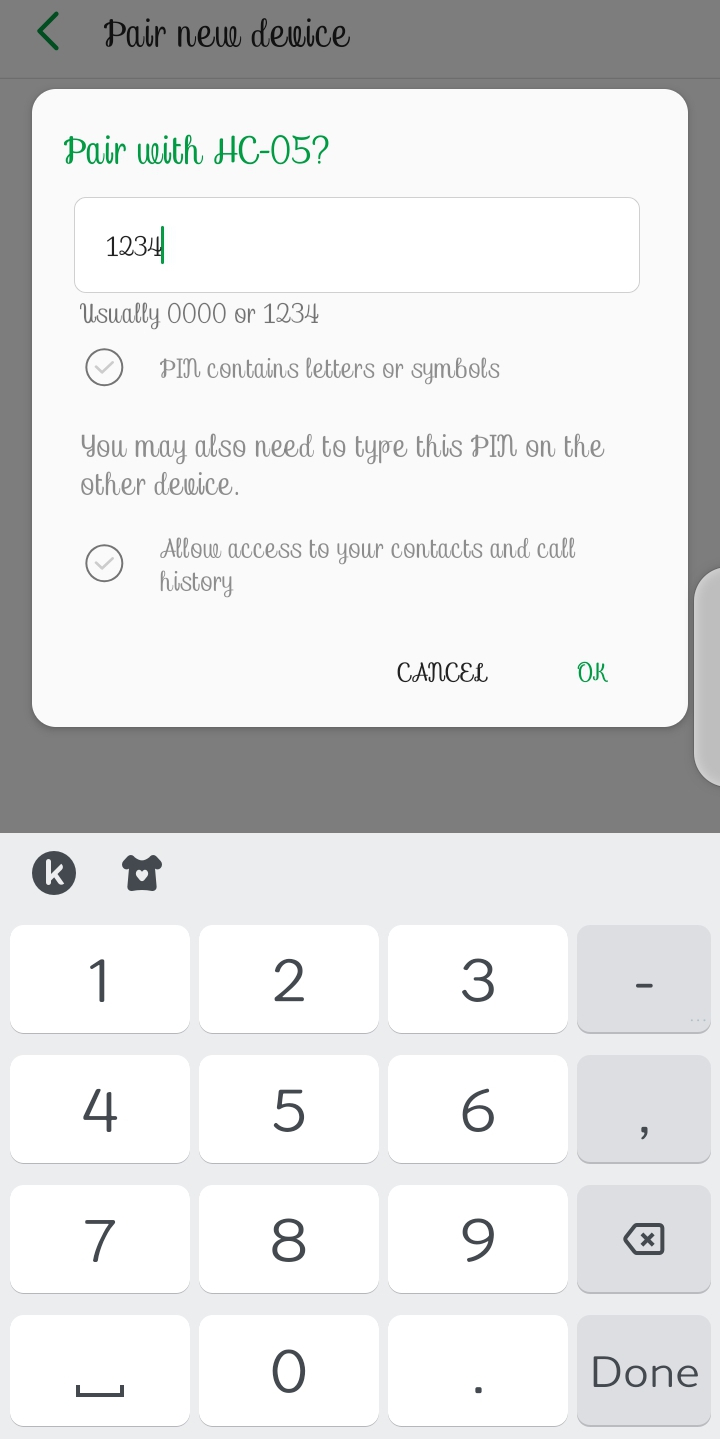 Pair new device
Pair with HC-05?
1234
Usually 0000 or 1234
PIN contains letters or symbols
You may also need to type this PIN on the
other device.
Allow access to your contacts and call
history
CANCEL OK
k
1 2 3 -
...
4 5 6 ,
7 8 9
0 . Done